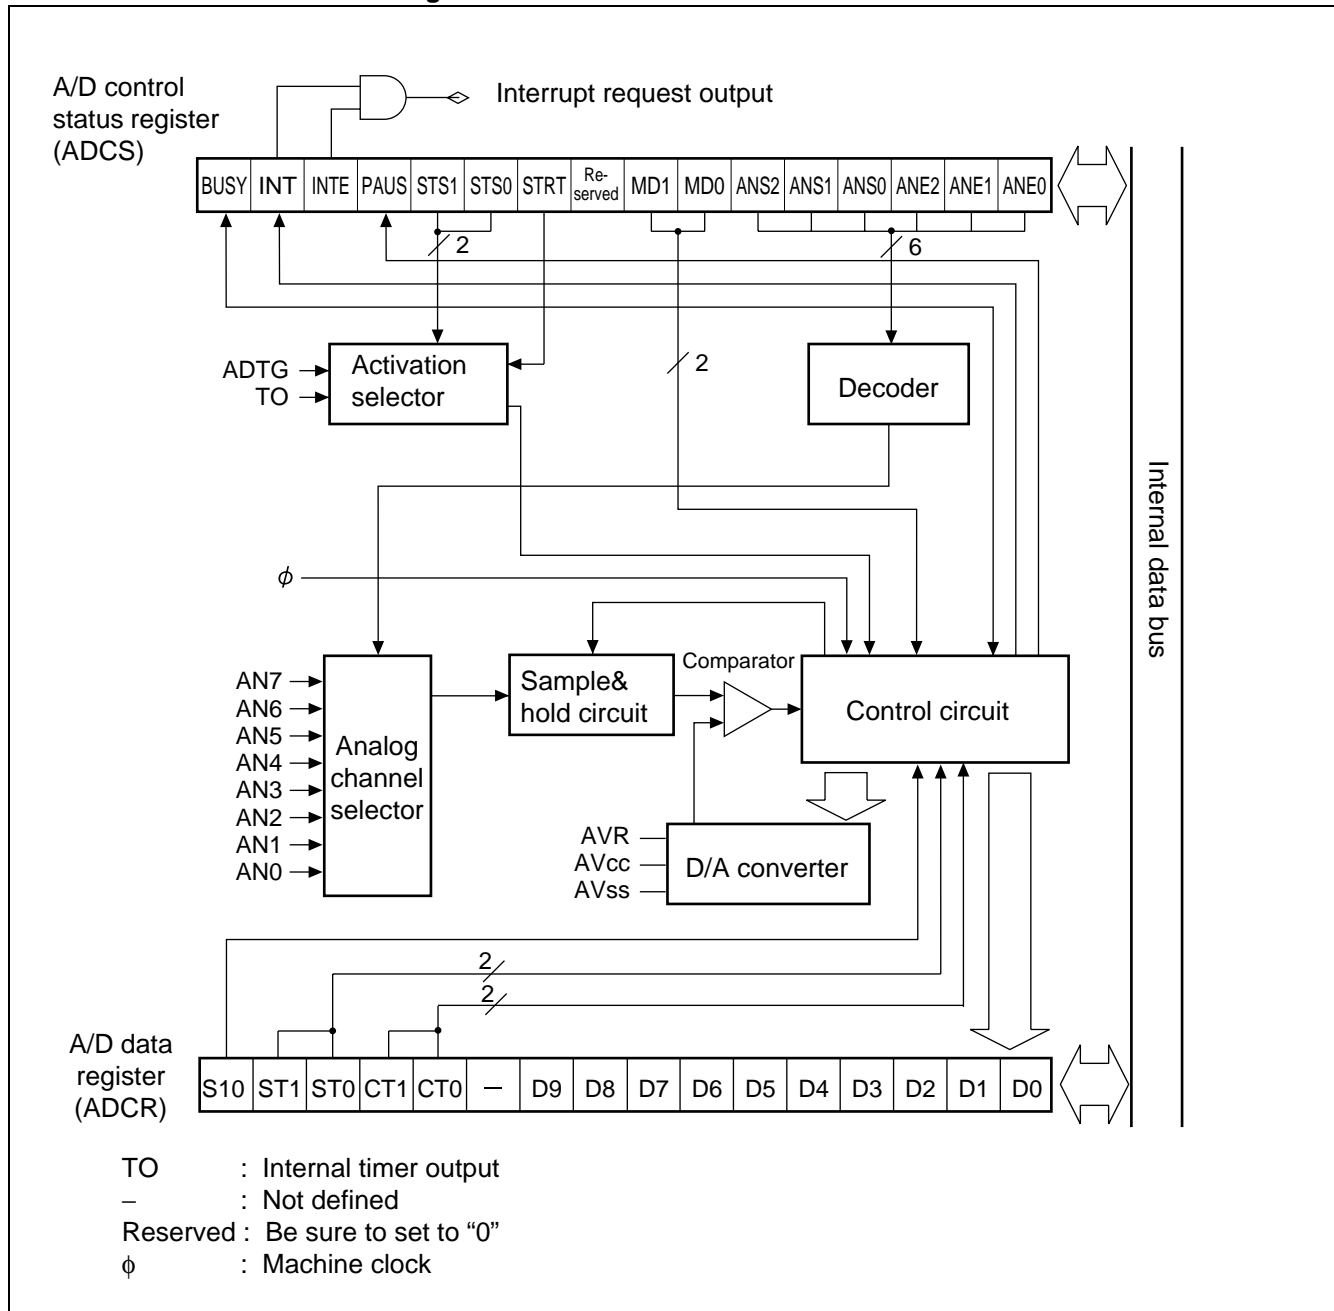 A/D control
status register
(ADCS)
Interrupt request output
BUSY INT INTE PAUS STS1 STS0 STRT Re-served MD1 MD0 ANS2 ANS1 ANS0 ANE2 ANE1 ANE0
2
6
ADTG
TO
Activation
selector
2
Decoder
Internal data bus
ϕ
AN7
AN6
AN5
AN4
AN3
AN2
AN1
AN0
Analog
channel
selector
Sample&
hold circuit
Comparator
Control circuit
AVR
AVcc
AVss
D/A converter
2
2
A/D data
register
(ADCR)
S10 ST1 ST0 CT1 CT0 — D9 D8 D7 D6 D5 D4 D3 D2 D1 D0
TO : Internal timer output
– : Not defined
Reserved : Be sure to set to “0”
ϕ : Machine clock